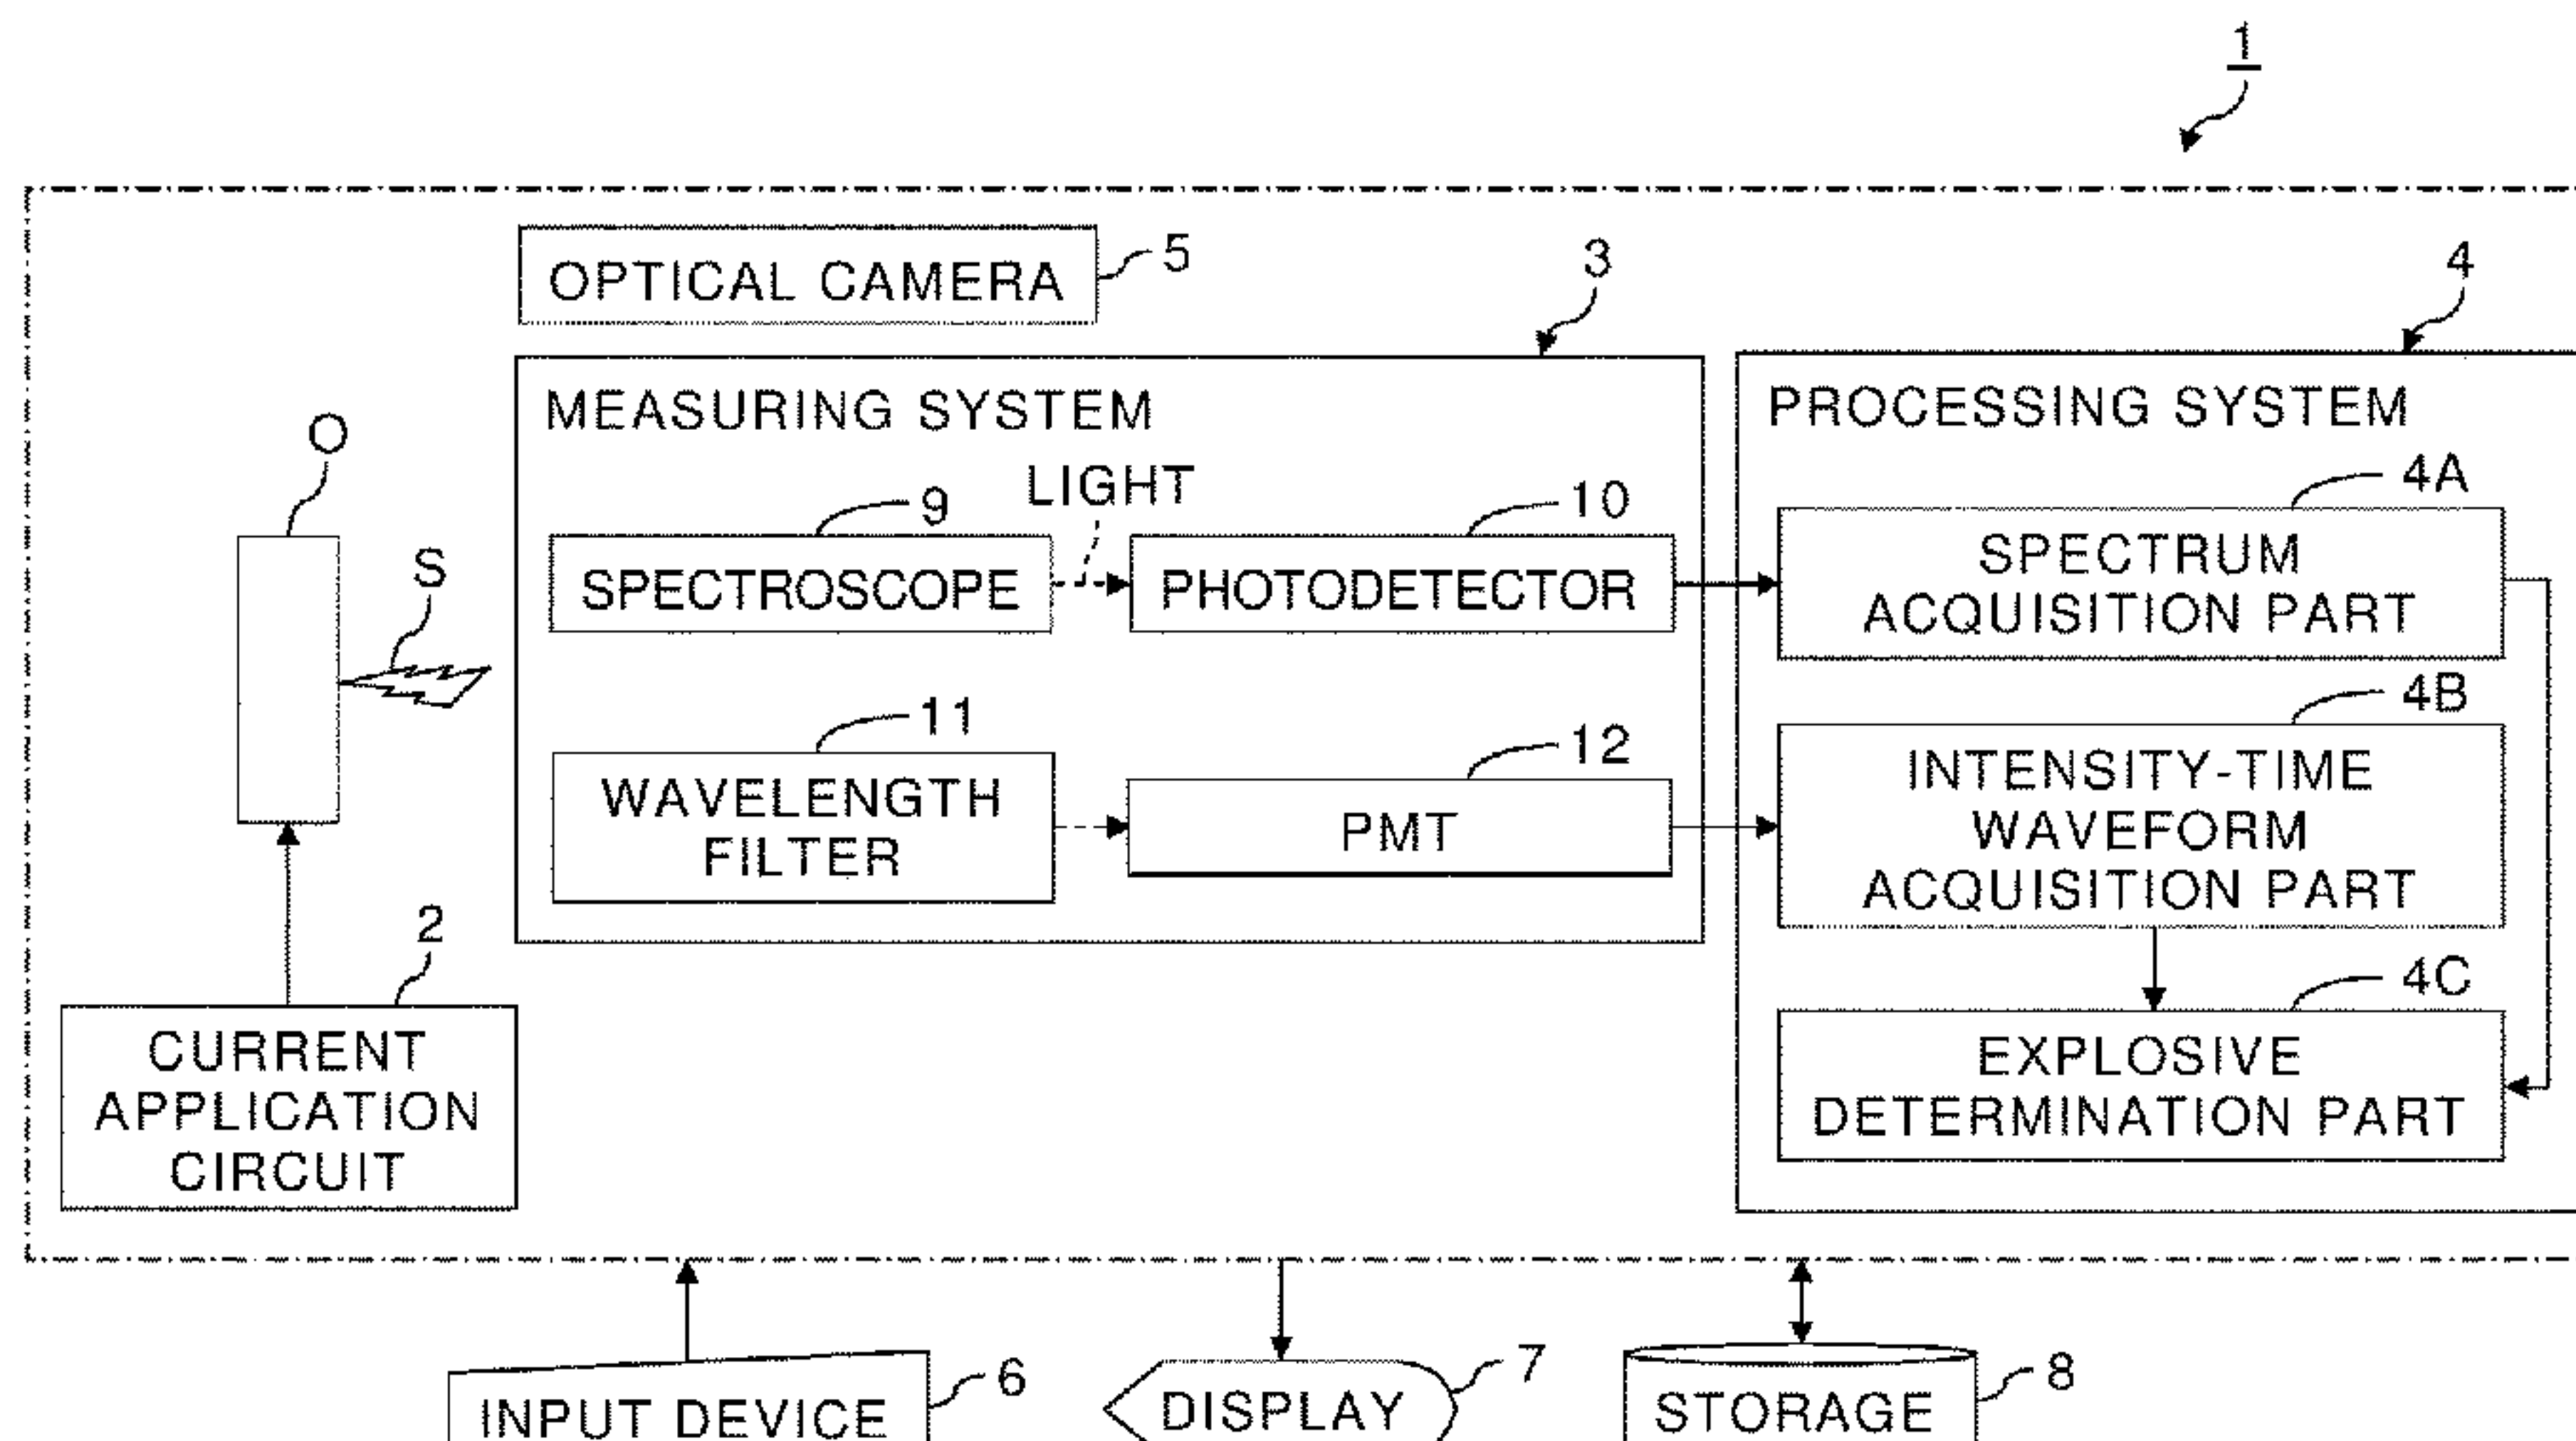 1
OPTICAL CAMERA
5
3
4
MEASURING SYSTEM
PROCESSING SYSTEM
O
S
LIGHT
9
SPECTROSCOPE
10
PHOTODETECTOR
4A
SPECTRUM
ACQUISITION PART
11
WAVELENGTH
FILTER
12
PMT
4B
INTENSITY-TIME
WAVEFORM
ACQUISITION PART
2
CURRENT
APPLICATION
CIRCUIT
4C
EXPLOSIVE
DETERMINATION PART
INPUT DEVICE
6
DISPLAY
7
STORAGE
8